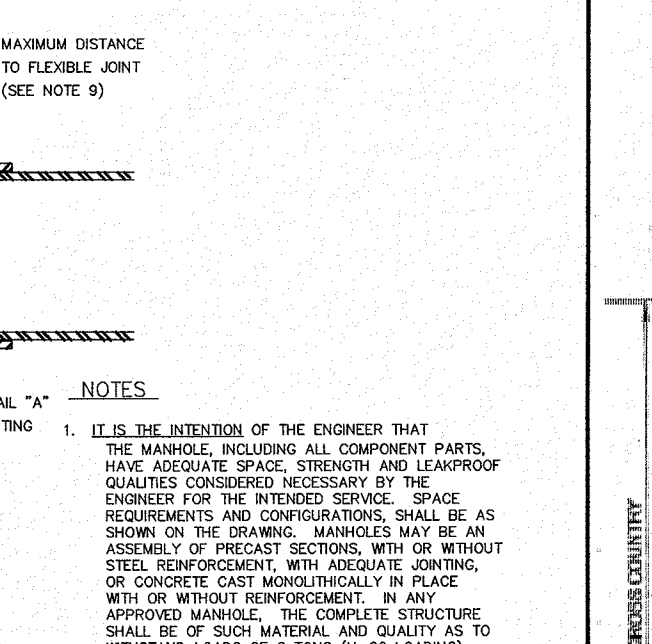 MAXIMUM DISTANCE
TO FLEXIBLE JOINT
(SEE NOTE 9)
AIL "A"
TING
NOTES
1. IT IS THE INTENTION OF THE ENGINEER THAT
THE MANHOLE, INCLUDING ALL COMPONENT PARTS,
HAVE ADEQUATE SPACE, STRENGTH AND LEAKPROOF
QUALITIES CONSIDERED NECESSARY BY THE
ENGINEER FOR THE INTENDED SERVICE. SPACE
REQUIREMENTS AND CONFIGURATIONS, SHALL BE AS
SHOWN ON THE DRAWING. MANHOLES MAY BE AN
ASSEMBLY OF PRECAST SECTIONS, WITH OR WITHOUT
STEEL REINFORCEMENT, WITH ADEQUATE JOINTING,
OR CONCRETE CAST MONOLITHICALLY IN PLACE
WITH OR WITHOUT REINFORCEMENT. IN ANY
APPROVED MANHOLE, THE COMPLETE STRUCTURE
SHALL BE OF SUCH MATERIAL AND QUALITY AS TO
COUNTRY